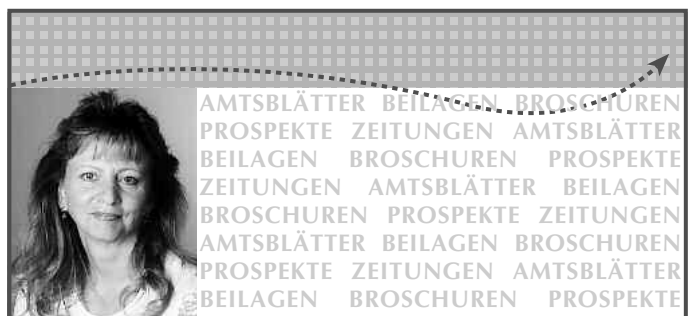 AMTSBLÄTTER BEILAGEN BROSCHUREN
PROSPEKTE ZEITUNGEN AMTSBLÄTTER
BEILAGEN BROSCHUREN PROSPEKTE
ZEITUNGEN AMTSBLÄTTER BEILAGEN
BROSCHUREN PROSPEKTE ZEITUNGEN
AMTSBLÄTTER BEILAGEN BROSCHUREN
PROSPEKTE ZEITUNGEN AMTSBLÄTTER
BEILAGEN BROSCHUREN PROSPEKTE